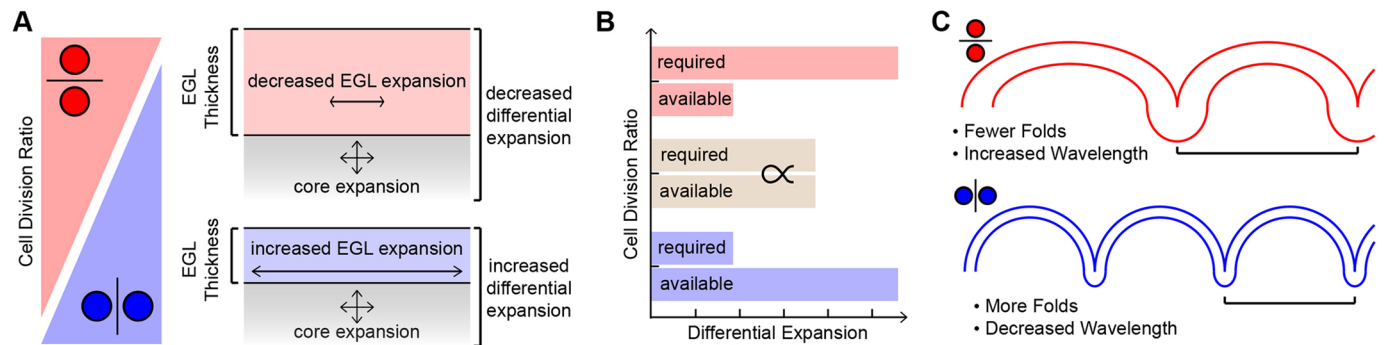 A
Cell Division Ratio
EGL
Thickness
decreased EGL expansion
core expansion
decreased
differential
expansion
EGL
Thickness
increased EGL expansion
core expansion
increased
differential
expansion
B
Cell Division Ratio
required
available
required
∝
available
required
available
Differential Expansion
C
• Fewer Folds
• Increased Wavelength
• More Folds
• Decreased Wavelength